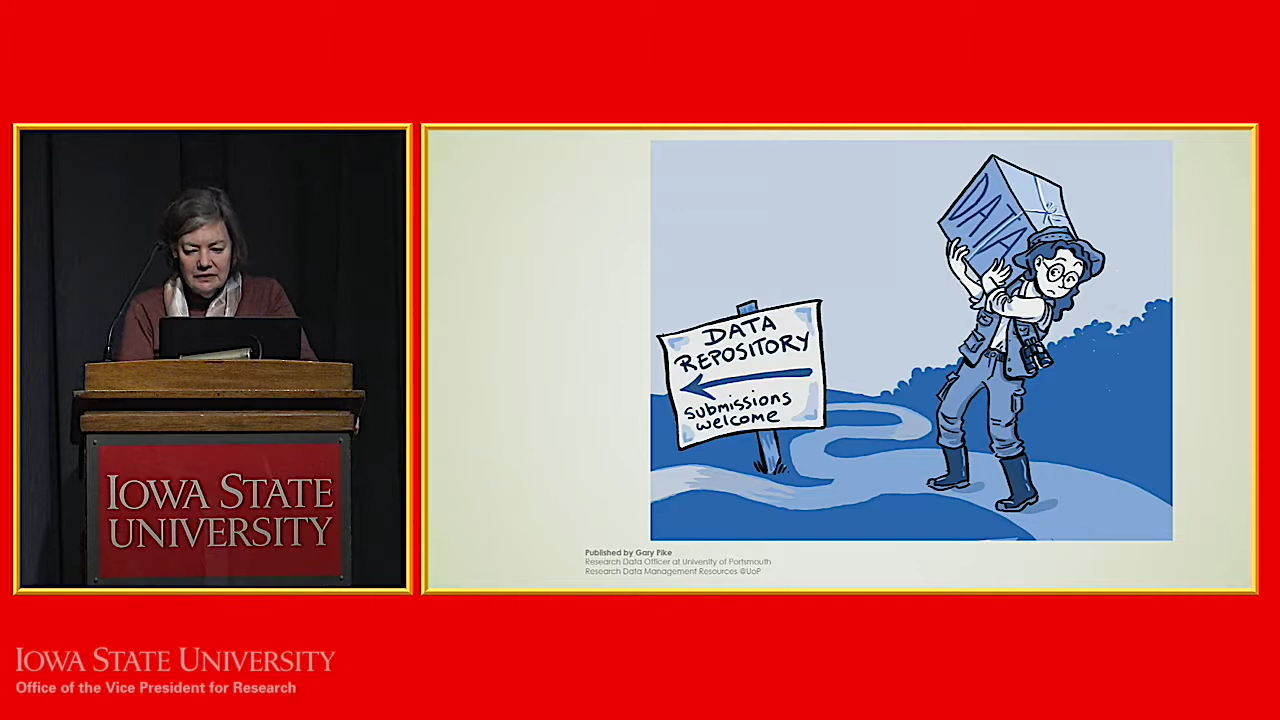 IOWA STATE
UNIVERSITY
DATA
DATA
REPOSITORY
submissions
welcome
Published by Gary Pike
Research Data Officer at University of Portsmouth
Research Data Management Resources @UoP
IOWA STATE UNIVERSITY
Office of the Vice President for Research